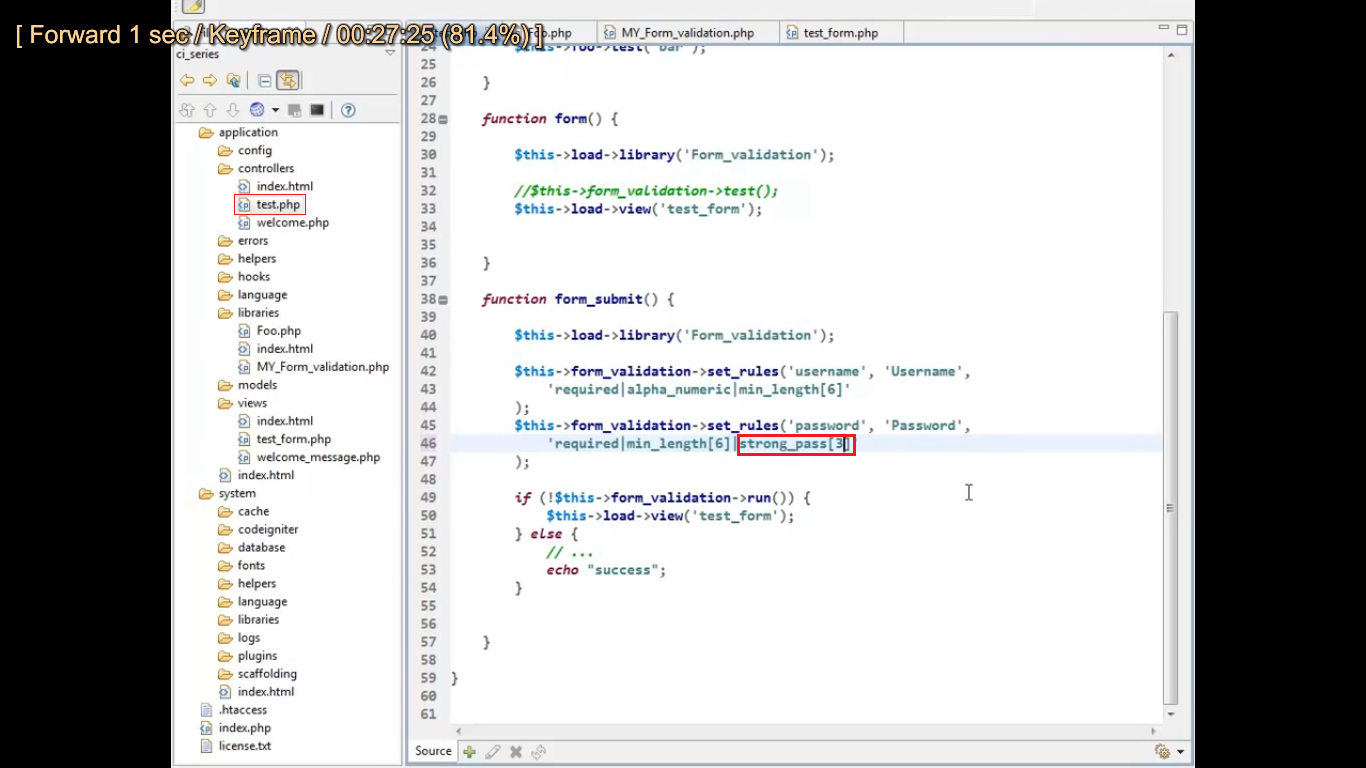 [ Forward 1 sec / Keyframe / 00:27:25 (81.4%) ]
MY_Form_validation.php
test_form.php
ci_series
application
config
controllers
index.html
test.php
welcome.php
errors
helpers
hooks
language
libraries
Foo.php
index.html
MY_Form_validation.php
models
views
index.html
test_form.php
welcome_message.php
index.html
system
cache
codeigniter
database
fonts
helpers
language
libraries
logs
plugins
scaffolding
index.html
.htaccess
index.php
license.txt
24 $this->foo->test('bar');
25
26 }
27
28 function form() {
29
30 $this->load->library('Form_validation');
31
32 //$this->form_validation->test();
33 $this->load->view('test_form');
34
35
36 }
37
38 function form_submit() {
39
40 $this->load->library('Form_validation');
41
42 $this->form_validation->set_rules('username', 'Username',
43 'required|alpha_numeric|min_length[6]'
44 );
45 $this->form_validation->set_rules('password', 'Password',
46 'required|min_length[6]|strong_pass[3]
47 );
48
49 if (!$this->form_validation->run()) {
50 $this->load->view('test_form');
51 } else {
52 // ...
53 echo "success";
54 }
55
56
57 }
58
59 }
60
61
Source